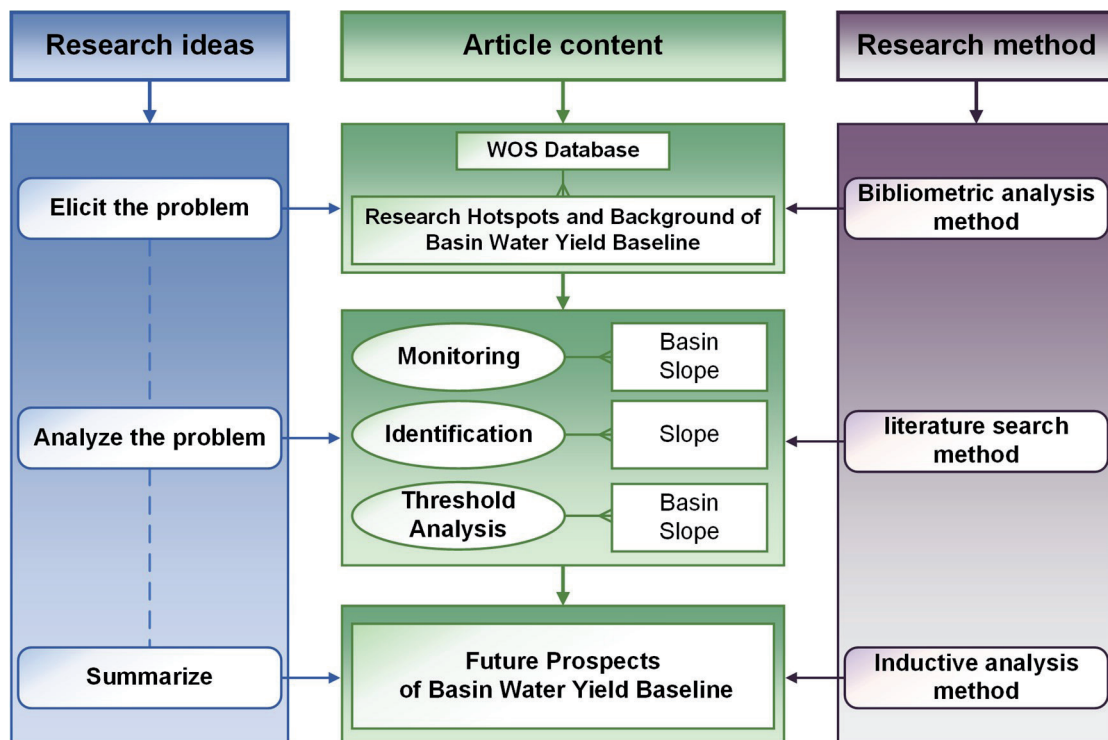 Research ideas
Article content
Research method
WOS Database
Elicit the problem
Research Hotspots and Background of
Basin Water Yield Baseline
Bibliometric analysis
method
Monitoring
Basin
Slope
Analyze the problem
Identification
Slope
literature search
method
Threshold
Analysis
Basin
Slope
Summarize
Future Prospects
of Basin Water Yield Baseline
Inductive analysis
method